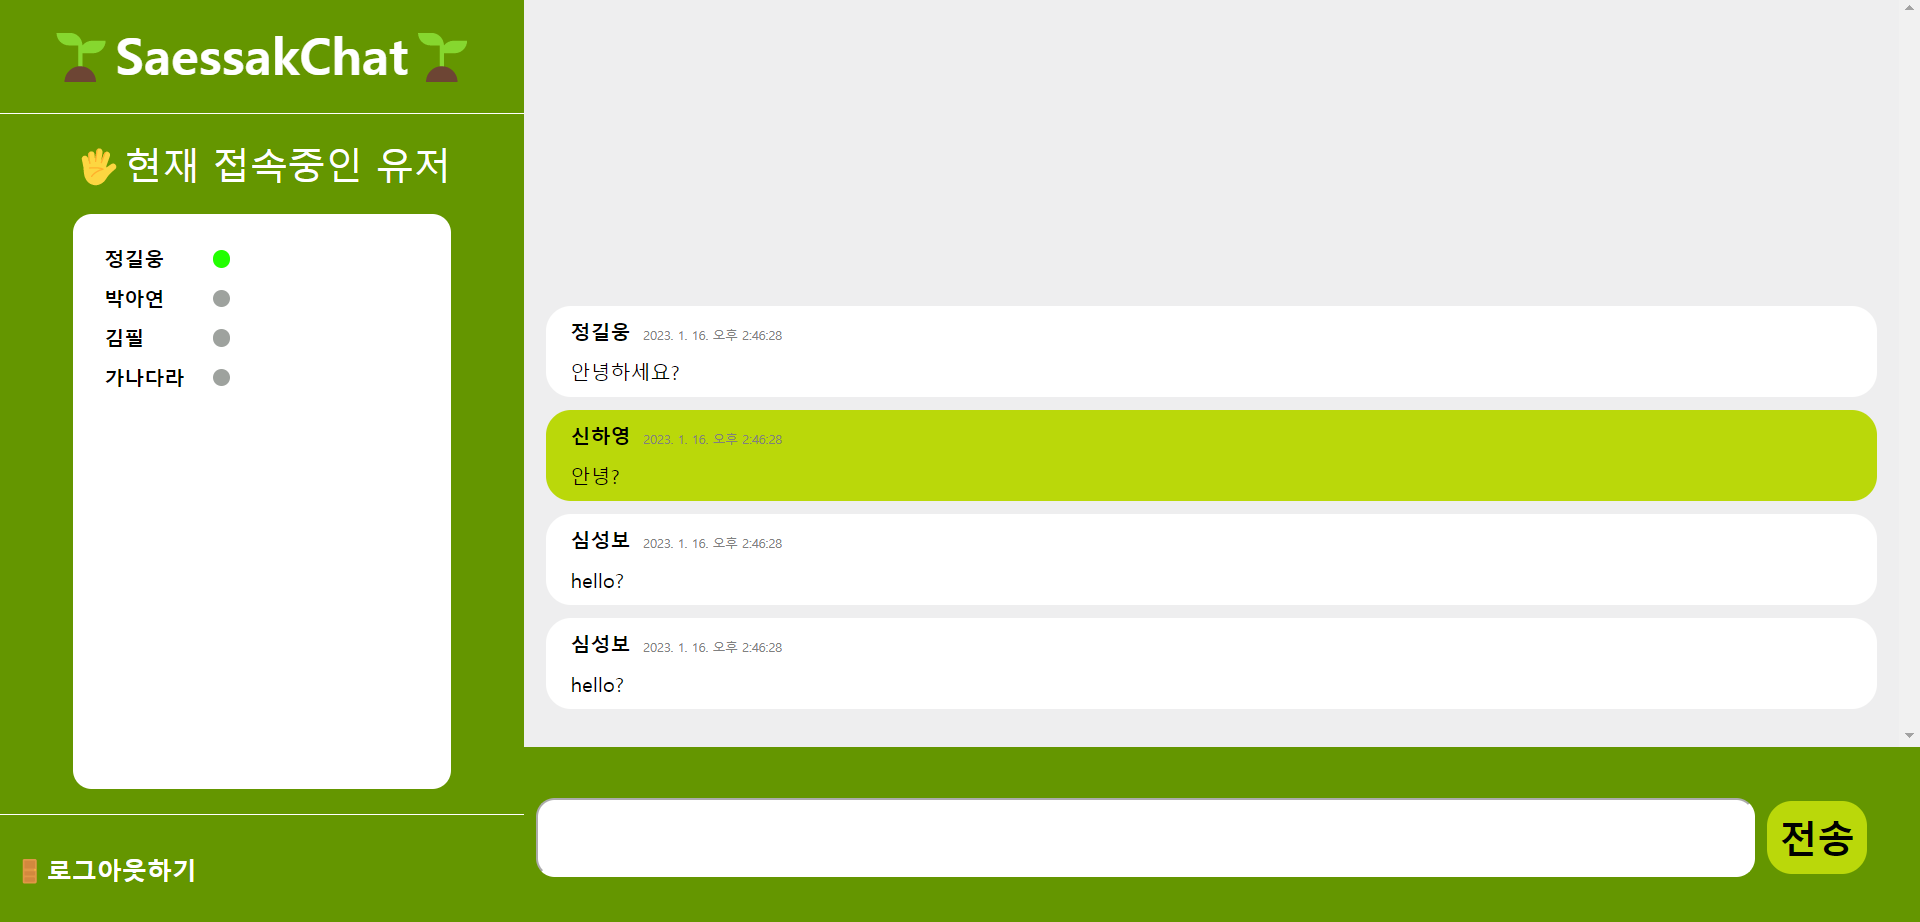 SaessakChat
현재 접속중인 유저
정길웅
박아연
김필
가나다라
로그아웃하기
정길웅 2023. 1. 16. 오후 2:46:28
안녕하세요?
신하영 2023. 1. 16. 오후 2:46:28
안녕?
심성보 2023. 1. 16. 오후 2:46:28
hello?
심성보 2023. 1. 16. 오후 2:46:28
hello?
전송